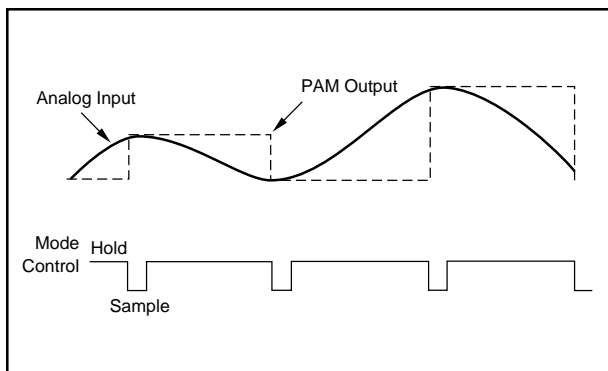 PAM Output
Analog Input
Mode
Control
Hold
Sample